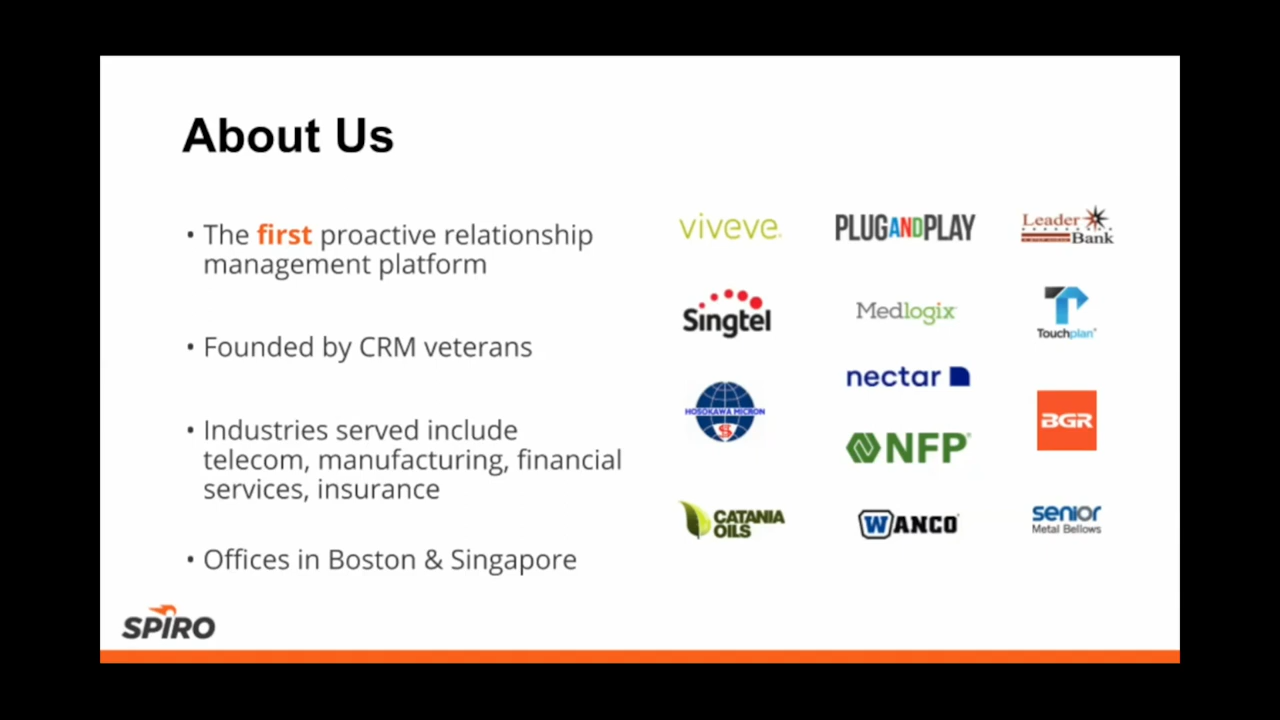 About Us
• The first proactive relationship
management platform
• Founded by CRM veterans
• Industries served include
telecom, manufacturing, financial
services, insurance
• Offices in Boston & Singapore
viveve.
PLUGANDPLAY
Leader
Bank
Singtel
Medlogix
Touchplan
HOSOKAWA MICRON
nectar
BGR
NFP
CATANIA
OILS
WANCO
senior
Metal Bellows
SPIRO